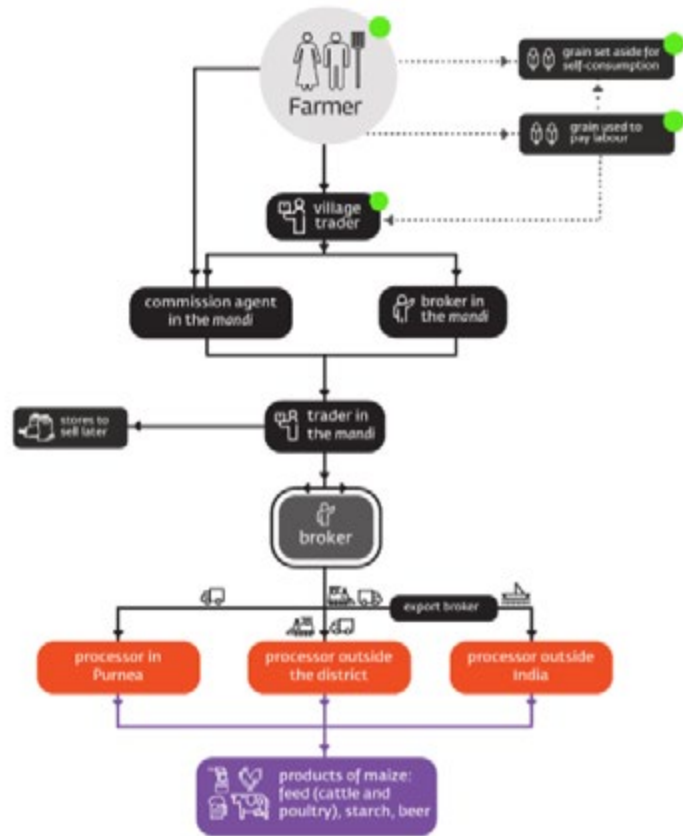 Farmer
grain set aside for
self-consumption
grain used to
pay labour
village
trader
commission agent
in the mandi
broker in
the mandi
stores to
sell later
trader in
the mandi
broker
export broker
processor in
Purnea
processor outside
the district
processor outside
India
products of maize:
feed (cattle and
poultry), starch, beer